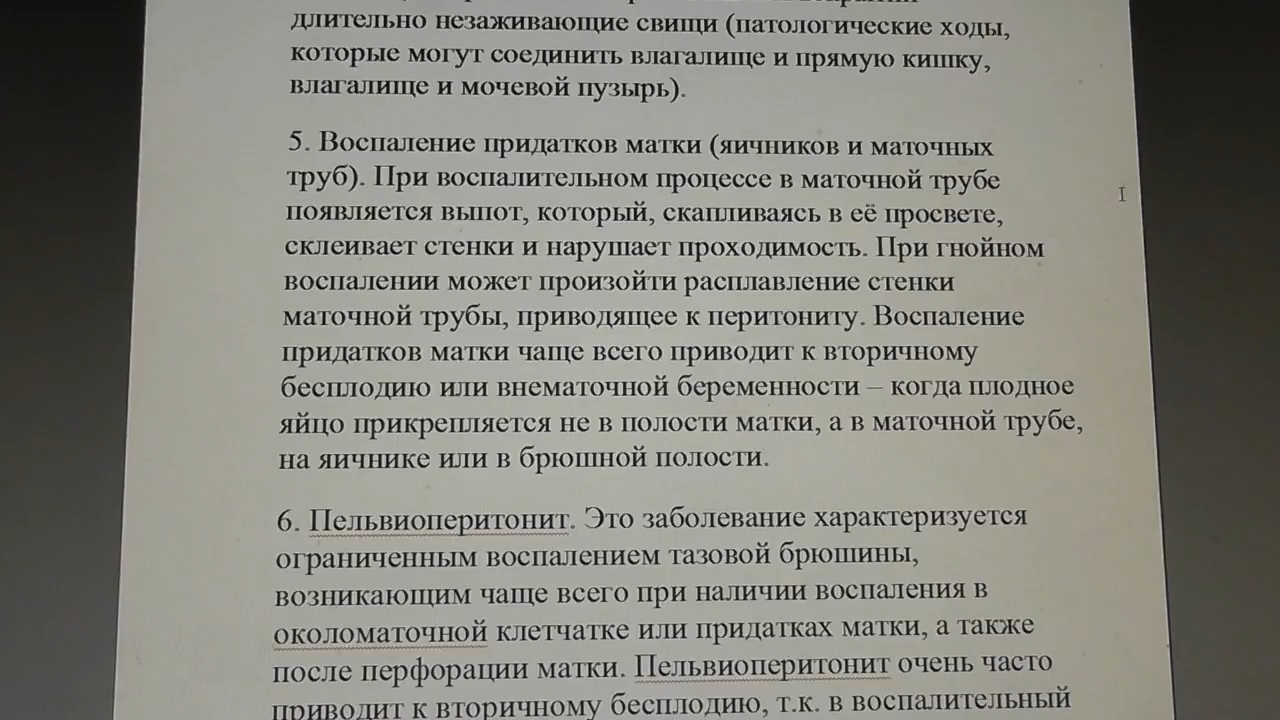 длительно незаживающие свищи (патологические ходы,
которые могут соединить влагалище и прямую кишку,
влагалище и мочевой пузырь).
5. Воспаление придатков матки (яичников и маточных
труб). При воспалительном процессе в маточной трубе
появляется выпот, который, скапливаясь в её просвете,
склеивает стенки и нарушает проходимость. При гнойном
воспалении может произойти расплавление стенки
маточной трубы, приводящее к перитониту. Воспаление
придатков матки чаще всего приводит к вторичному
бесплодию или внематочной беременности – когда плодное
яйцо прикрепляется не в полости матки, а в маточной трубе,
на яичнике или в брюшной полости.
6. Пельвиоперитонит. Это заболевание характеризуется
ограниченным воспалением тазовой брюшины,
возникающим чаще всего при наличии воспаления в
околоматочной клетчатке или придатках матки, а также
после перфорации матки. Пельвиоперитонит очень часто
приводит к вторичному бесплодию, т.к. в воспалительный